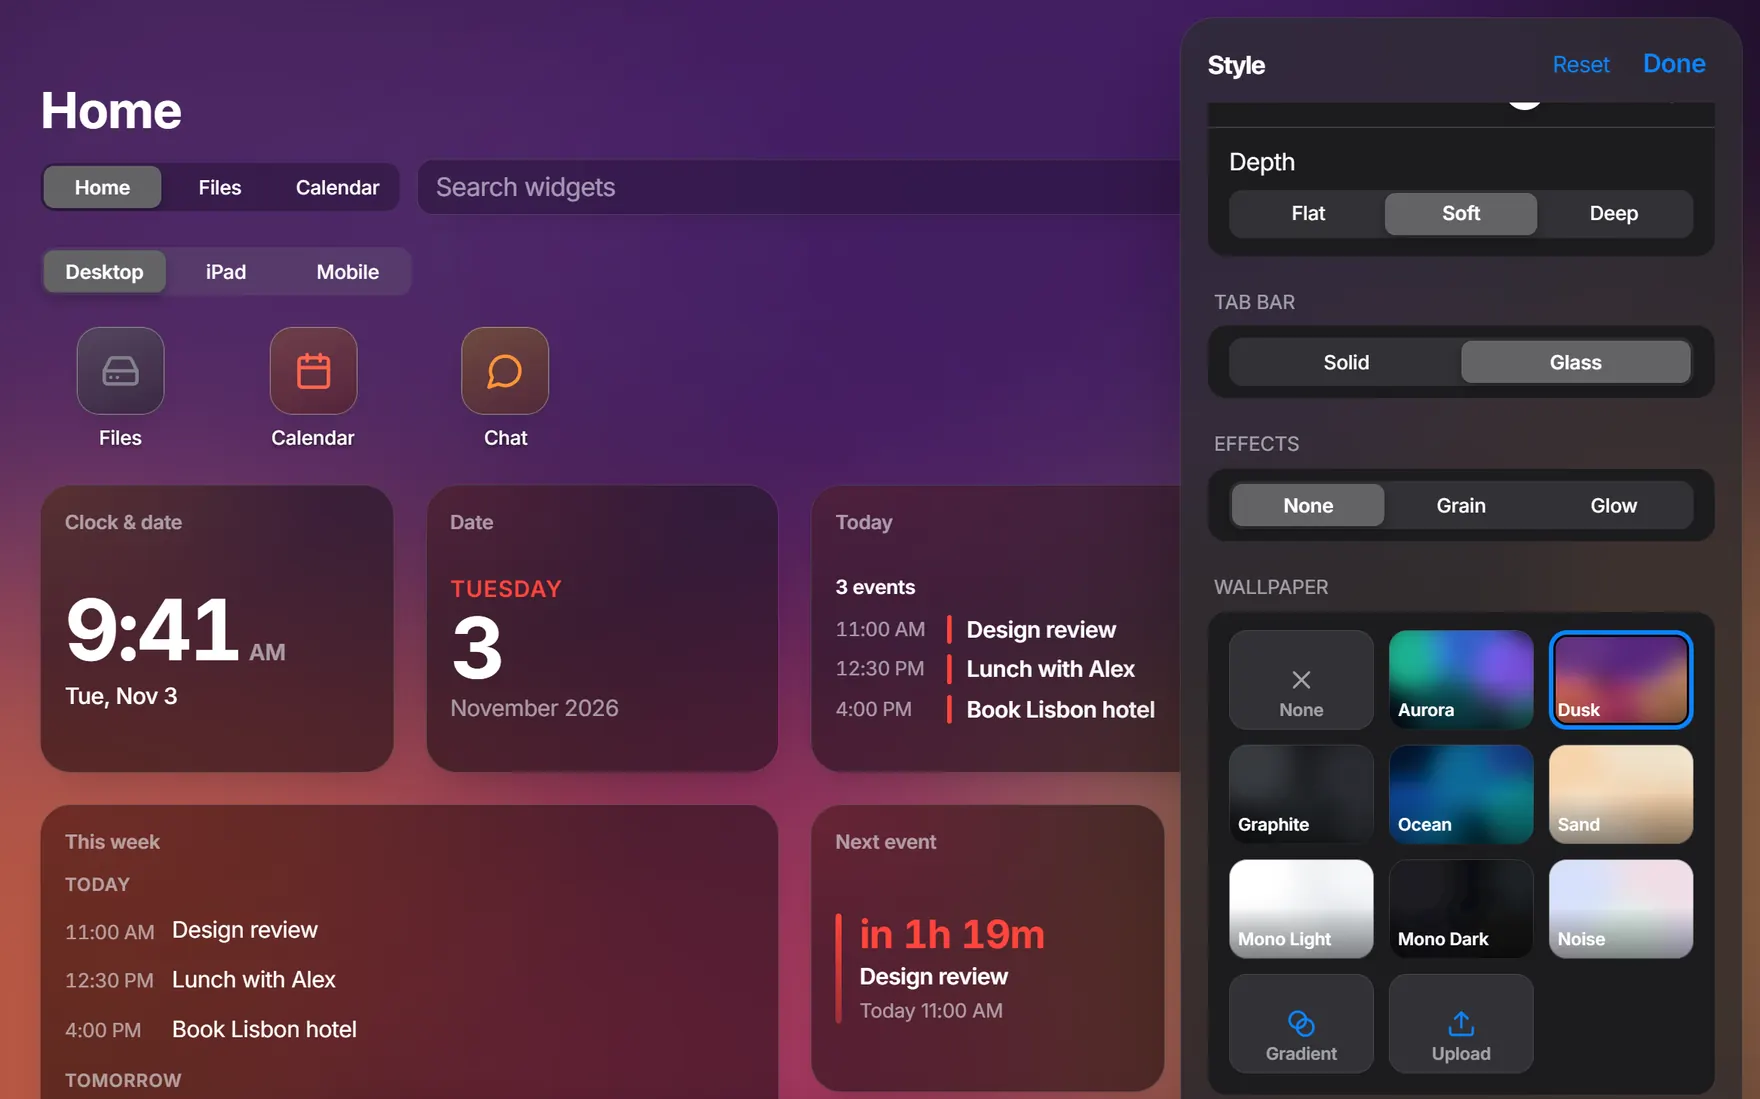 Home
Home Files Calendar
Search widgets
Desktop iPad Mobile
Files Calendar Chat
Clock & date
9:41 AM
Tue, Nov 3
Date
TUESDAY
3
November 2026
Today
3 events
11:00 AM Design review
12:30 PM Lunch with Alex
4:00 PM Book Lisbon hotel
This week
TODAY
11:00 AM Design review
12:30 PM Lunch with Alex
4:00 PM Book Lisbon hotel
TOMORROW
Next event
in 1h 19m
Design review
Today 11:00 AM
Style Reset Done
Depth
Flat Soft Deep
TAB BAR
Solid Glass
EFFECTS
None Grain Glow
WALLPAPER
None Aurora Dusk
Graphite Ocean Sand
Mono Light Mono Dark Noise
Gradient Upload